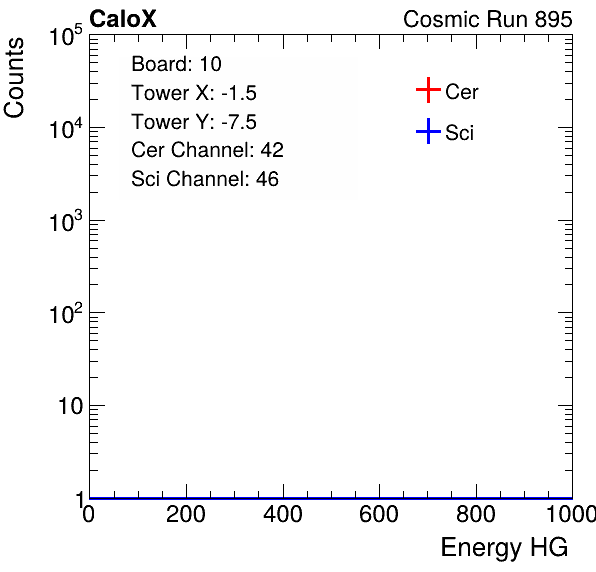 CaloX Cosmic Run 895
Counts
10^5
10^4
10^3
10^2
10
1
Board: 10
Tower X: -1.5
Tower Y: -7.5
Cer Channel: 42
Sci Channel: 46
Cer
Sci
0 200 400 600 800 1000
Energy HG